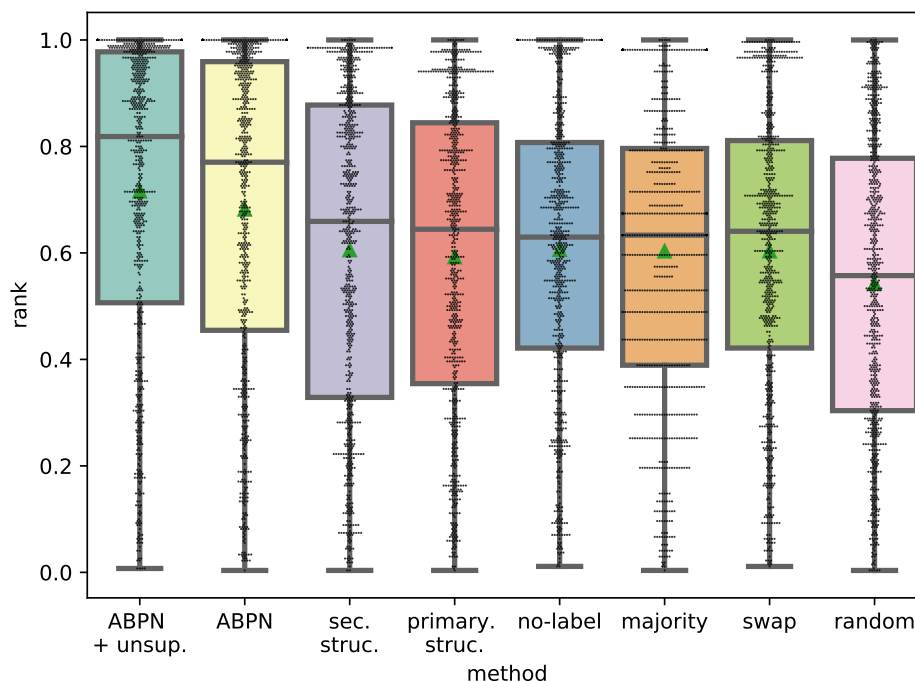 1.0
0.8
0.6
0.4
0.2
0.0
rank
ABPN
+ unsup.
ABPN
sec.
struc.
primary.
struc.
no-label
majority
swap
random
method